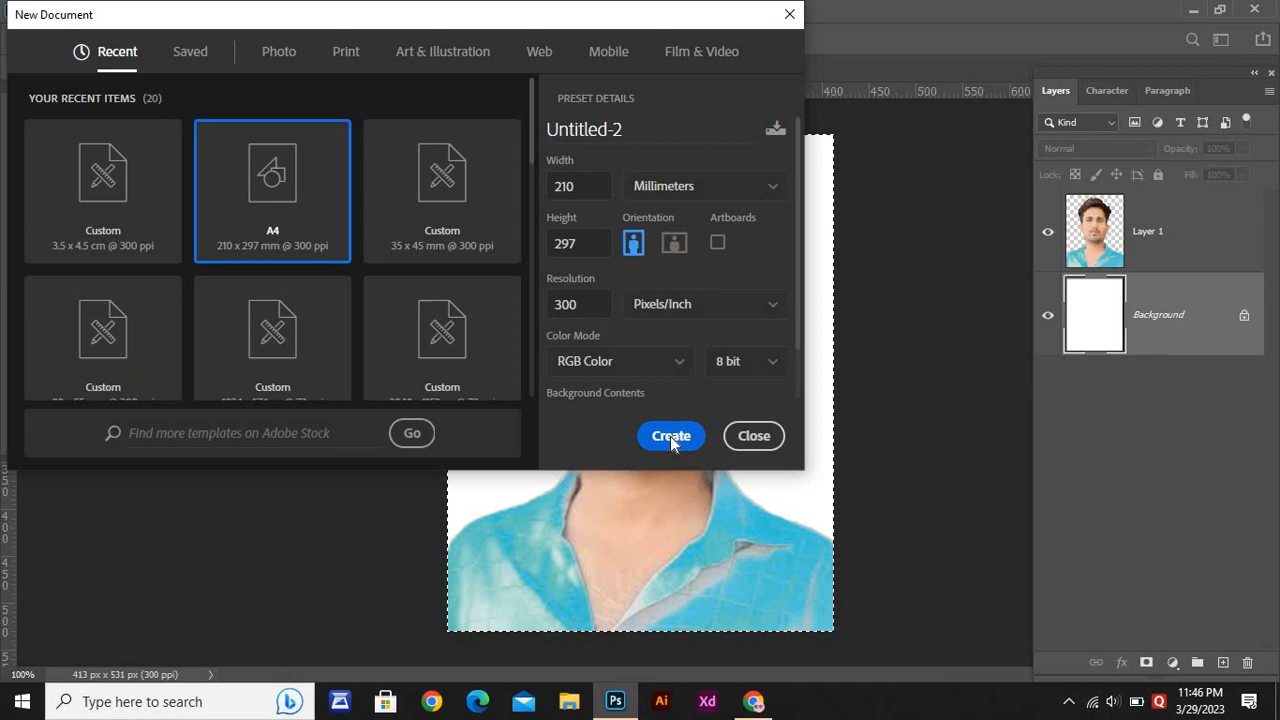 New Document
Recent Saved Photo Print Art & Illustration Web Mobile Film & Video
YOUR RECENT ITEMS (20)
Custom
3.5 x 4.5 cm @ 300 ppi
A4
210 x 297 mm @ 300 ppi
Custom
35 x 45 mm @ 300 ppi
Custom
Custom
Custom
Find more templates on Adobe Stock
Go
PRESET DETAILS
Untitled-2
Width
210 Millimeters
Height Orientation Artboards
297
Resolution
300 Pixels/Inch
Color Mode
RGB Color 8 bit
Background Contents
Create Close
400 450 500 550 600
Layers Character Paragraph
Kind
Normal Opacity: 100%
Lock: Fill: 100%
Layer 1
Background
100% 413 px x 531 px (300 ppi)
Type here to search
Ps Ai Xd
11:46 PM
3/29/2023